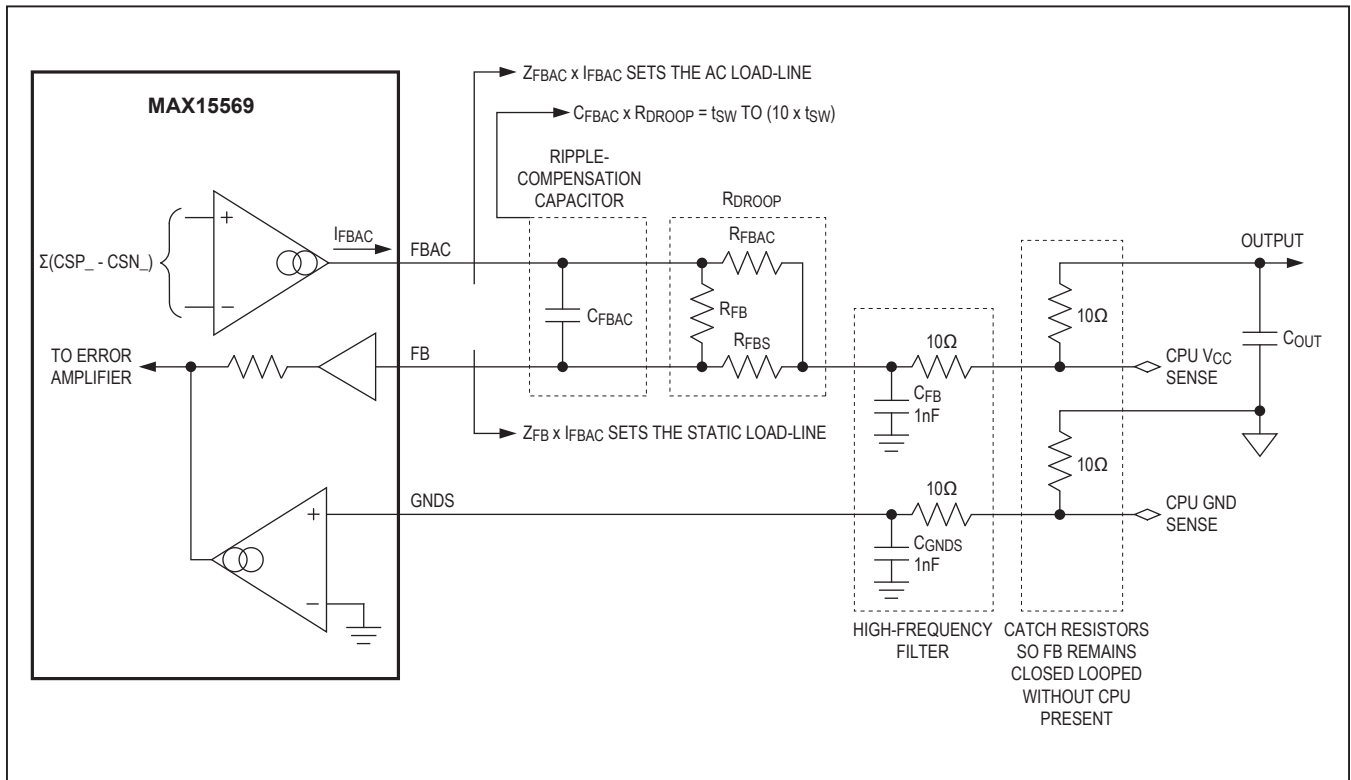 Z_FBAC x I_FBAC SETS THE AC LOAD-LINE
MAX15569
C_FBAC x R_DROOP = t_SW TO (10 x t_SW)
RIPPLE-
COMPENSATION
CAPACITOR
R_DROOP
I_FBAC
FBAC
R_FBAC
OUTPUT
+
Σ(CSP_ - CSN_)
−
C_FBAC
R_FB
10Ω
C_OUT
TO ERROR
AMPLIFIER
FB
R_FBS
10Ω
CPU V_CC
SENSE
C_FB
1nF
Z_FB x I_FBAC SETS THE STATIC LOAD-LINE
10Ω
GNDS
10Ω
CPU GND
SENSE
+
C_GNDS
1nF
−
HIGH-FREQUENCY
FILTER
CATCH RESISTORS
SO FB REMAINS
CLOSED LOOPED
WITHOUT CPU
PRESENT